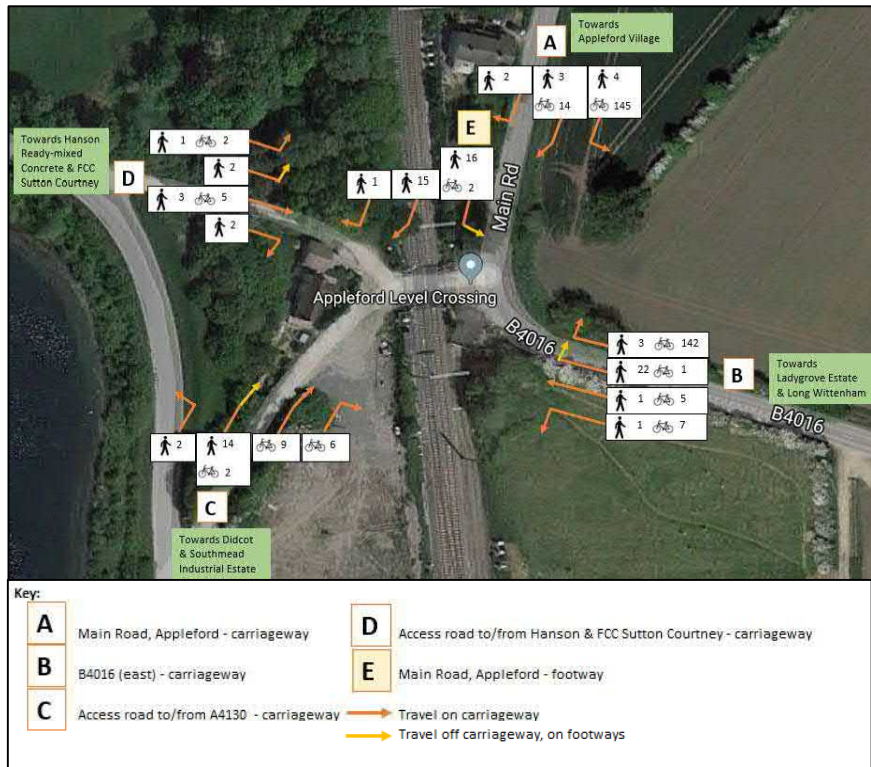 Towards
Appleford Village
A
2
3
14
4
145
E
16
2
1
15
Main Rd
1 2
2
3 5
2
Towards Hanson
Ready-mixed
Concrete & FCC
Sutton Courtney
D
Appleford Level Crossing
B4016
3 142
22 1
1 5
1 7
B
Towards
Ladygrove Estate
& Long Wittenham
B4016
2
14
2
9
6
C
Towards Didcot
& Southmead
Industrial Estate
Key:
A Main Road, Appleford - carriageway
B B4016 (east) - carriageway
C Access road to/from A4130 - carriageway
D Access road to/from Hanson & FCC Sutton Courtney - carriageway
E Main Road, Appleford - footway
Travel on carriageway
Travel off carriageway, on footways